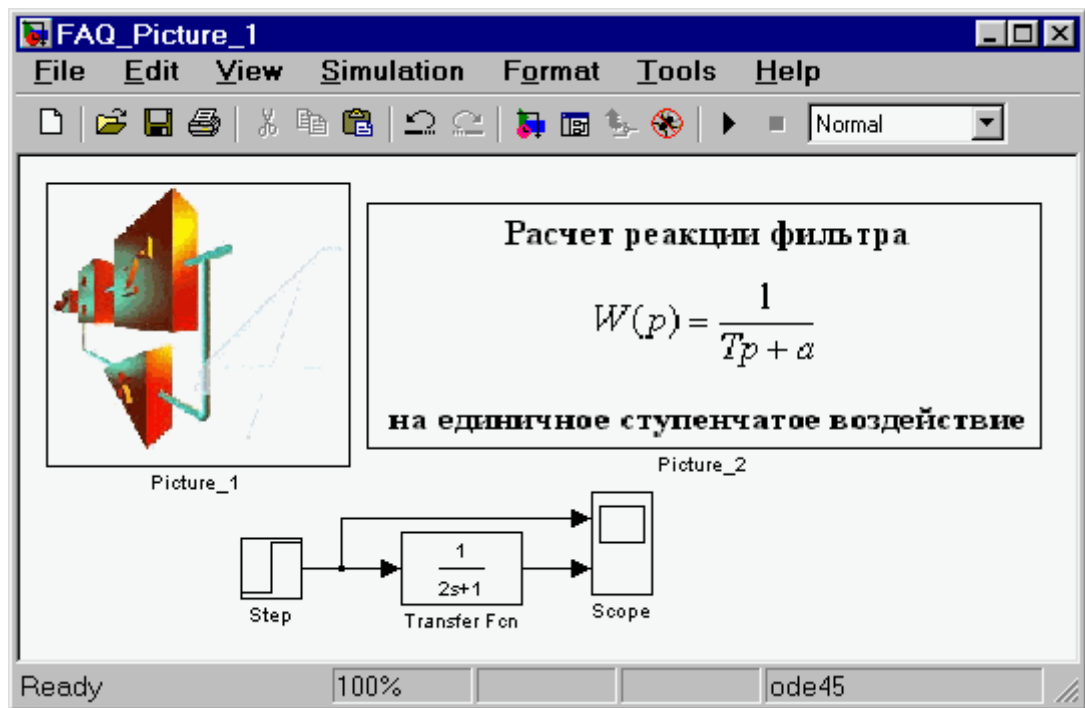 FAQ_Picture_1
File Edit View Simulation Format Tools Help
Normal
Расчет реакции фильтра
W(p) = 1
Tp + a
на единичное ступенчатое воздействие
Picture_1
Picture_2
1
2s+1
Step
Transfer Fcn
Scope
Ready 100% ode45